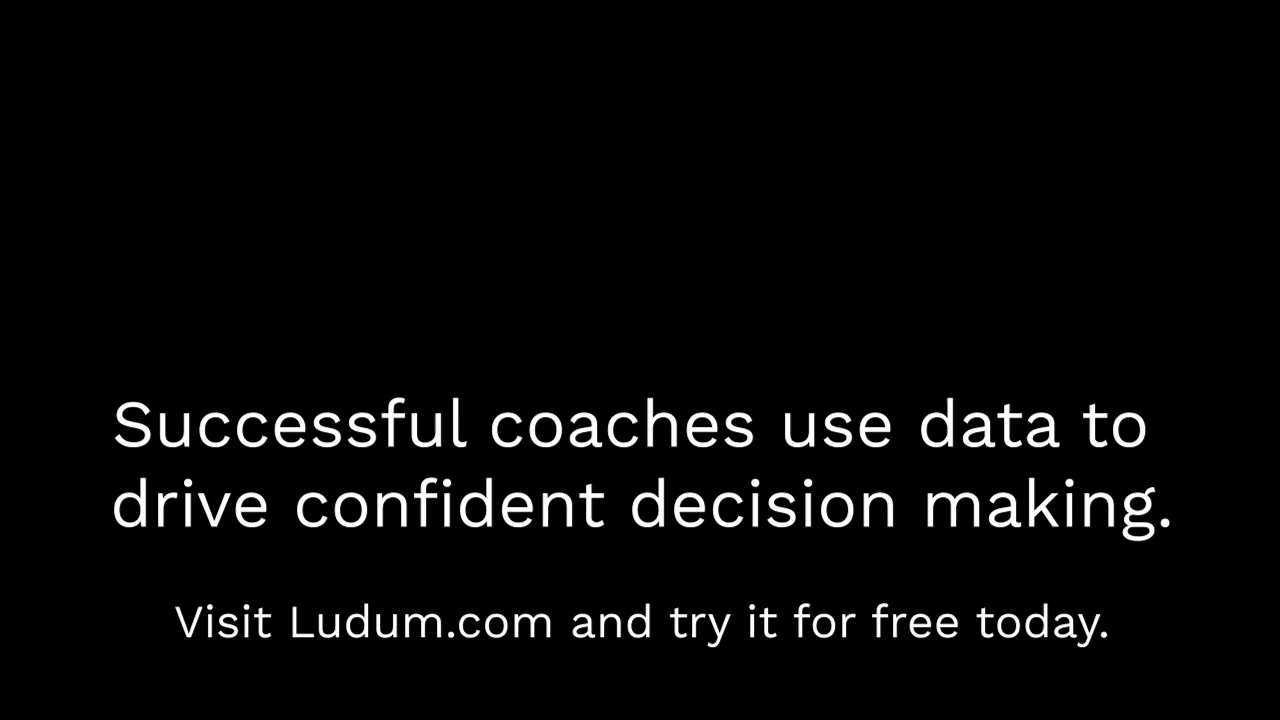 Successful coaches use data to
drive confident decision making.
Visit Ludum.com and try it for free today.